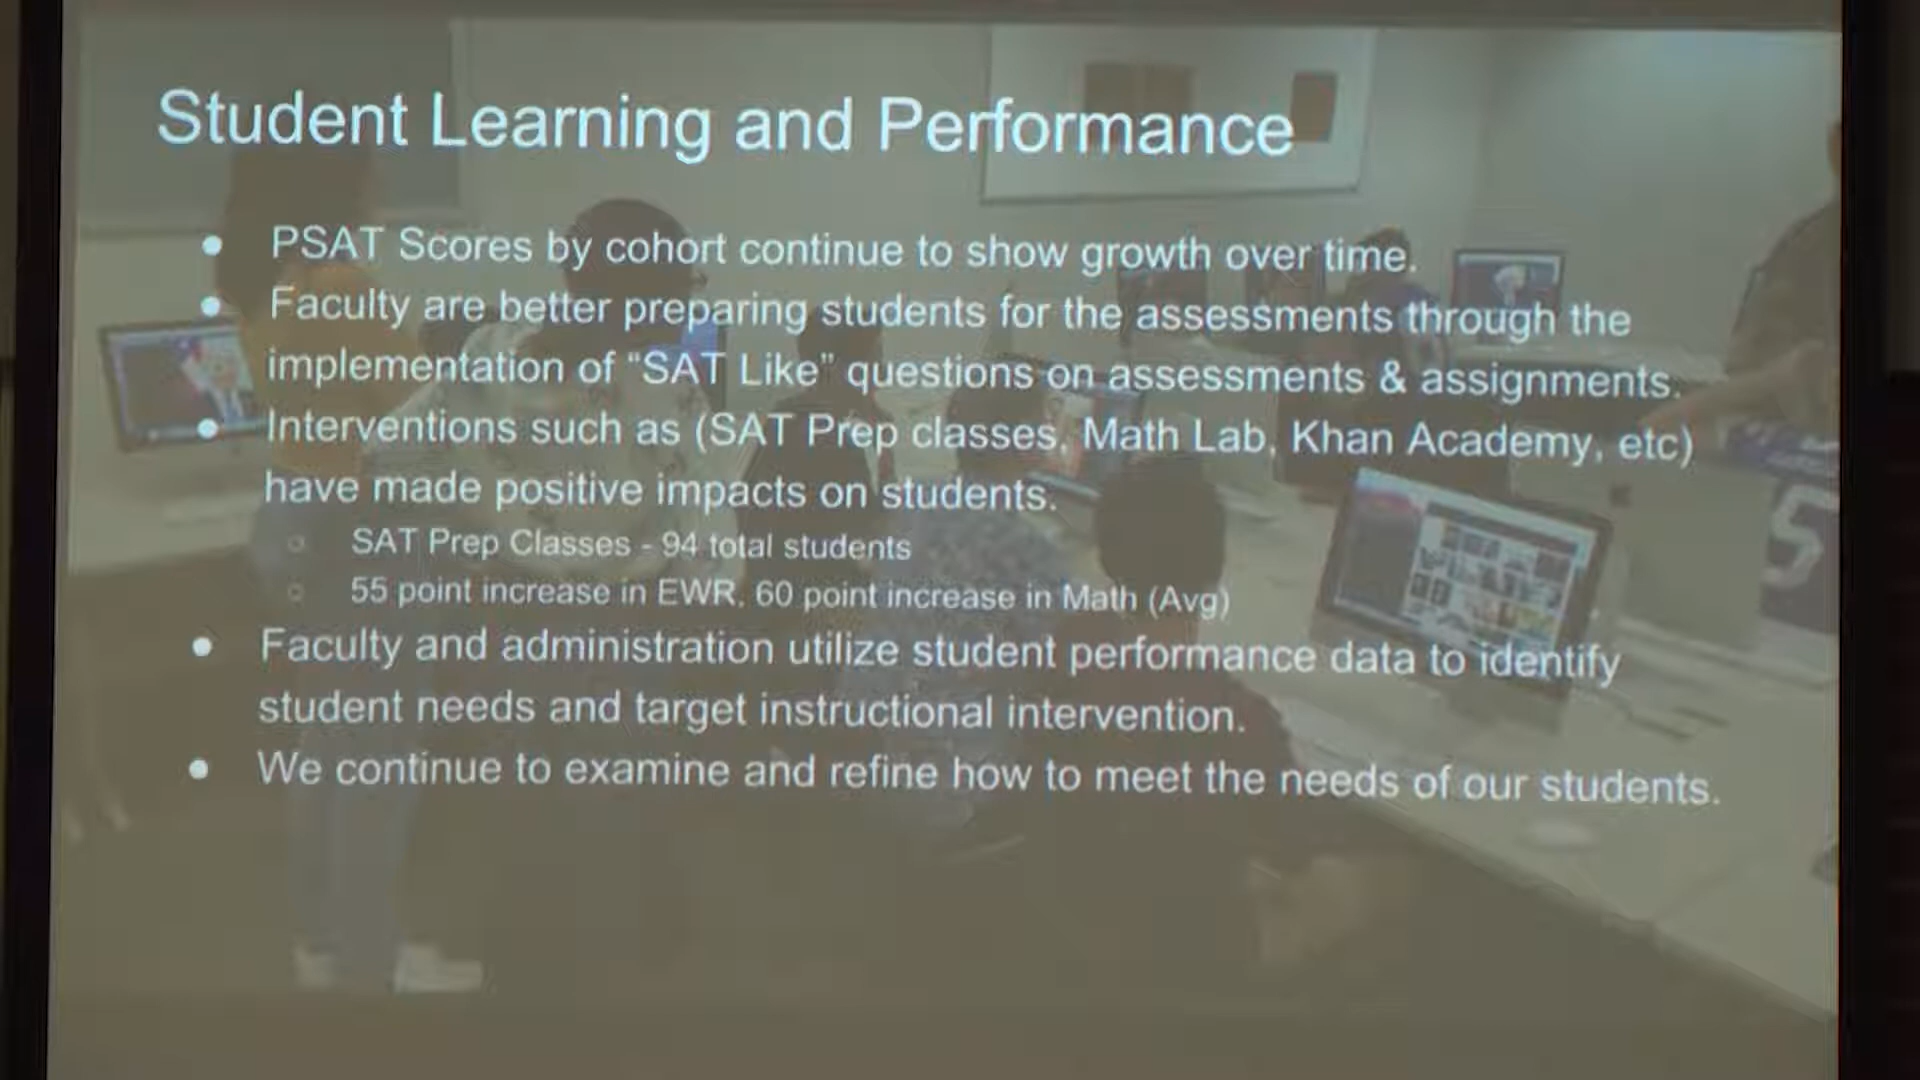 Student Learning and Performance
● PSAT Scores by cohort continue to show growth over time.
● Faculty are better preparing students for the assessments through the
implementation of “SAT Like” questions on assessments & assignments.
● Interventions such as (SAT Prep classes, Math Lab, Khan Academy, etc)
have made positive impacts on students.
○ SAT Prep Classes - 94 total students
○ 55 point increase in EWR, 60 point increase in Math (Avg)
● Faculty and administration utilize student performance data to identify
student needs and target instructional intervention.
● We continue to examine and refine how to meet the needs of our students.
5